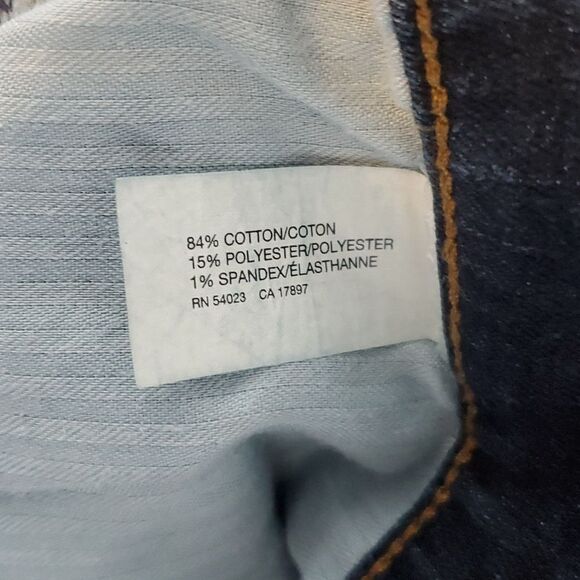 84% COTTON/COTON
15% POLYESTER/POLYESTER
1% SPANDEX/ÉLASTHANNE
RN 54023 CA 17897